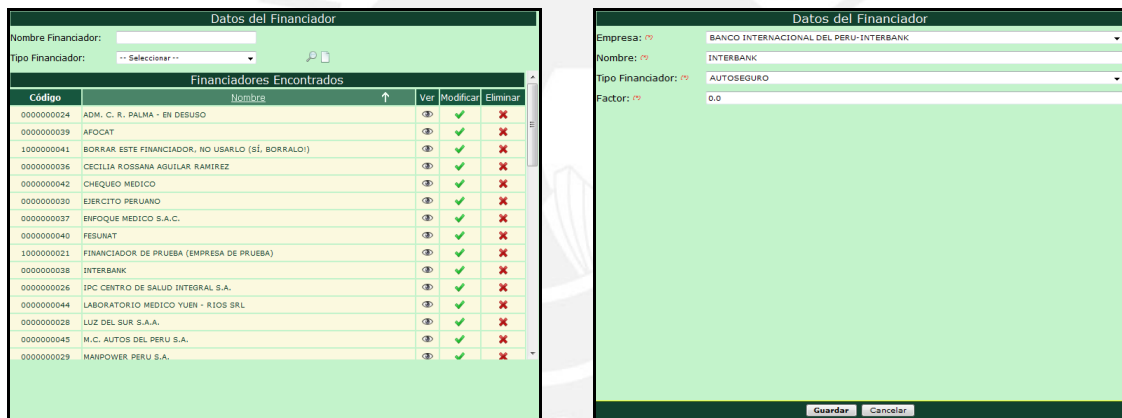 Datos del Financiador
Nombre Financiador:
Tipo Financiador: -- Seleccionar --
Financiadores Encontrados
Código Nombre Ver Modificar Eliminar
0000000024 ADM. C. R. PALMA - EN DESUSO
0000000039 AFOCAT
1000000041 BORRAR ESTE FINANCIADOR, NO USARLO (SÍ, BORRALO!)
0000000036 CECILIA ROSSANA AGUILAR RAMIREZ
0000000042 CHEQUEO MEDICO
0000000030 EJERCITO PERUANO
0000000037 ENFOQUE MEDICO S.A.C.
0000000040 FESUNAT
1000000021 FINANCIADOR DE PRUEBA (EMPRESA DE PRUEBA)
0000000038 INTERBANK
0000000026 IPC CENTRO DE SALUD INTEGRAL S.A.
0000000044 LABORATORIO MEDICO YUEN - RIOS SRL
0000000028 LUZ DEL SUR S.A.A.
0000000045 M.C. AUTOS DEL PERU S.A.
0000000029 MANPOWER PERU S.A.
Datos del Financiador
Empresa: (*) BANCO INTERNACIONAL DEL PERU-INTERBANK
Nombre: (*) INTERBANK
Tipo Financiador: (*) AUTOSEGURO
Factor: (*) 0.0
Guardar Cancelar